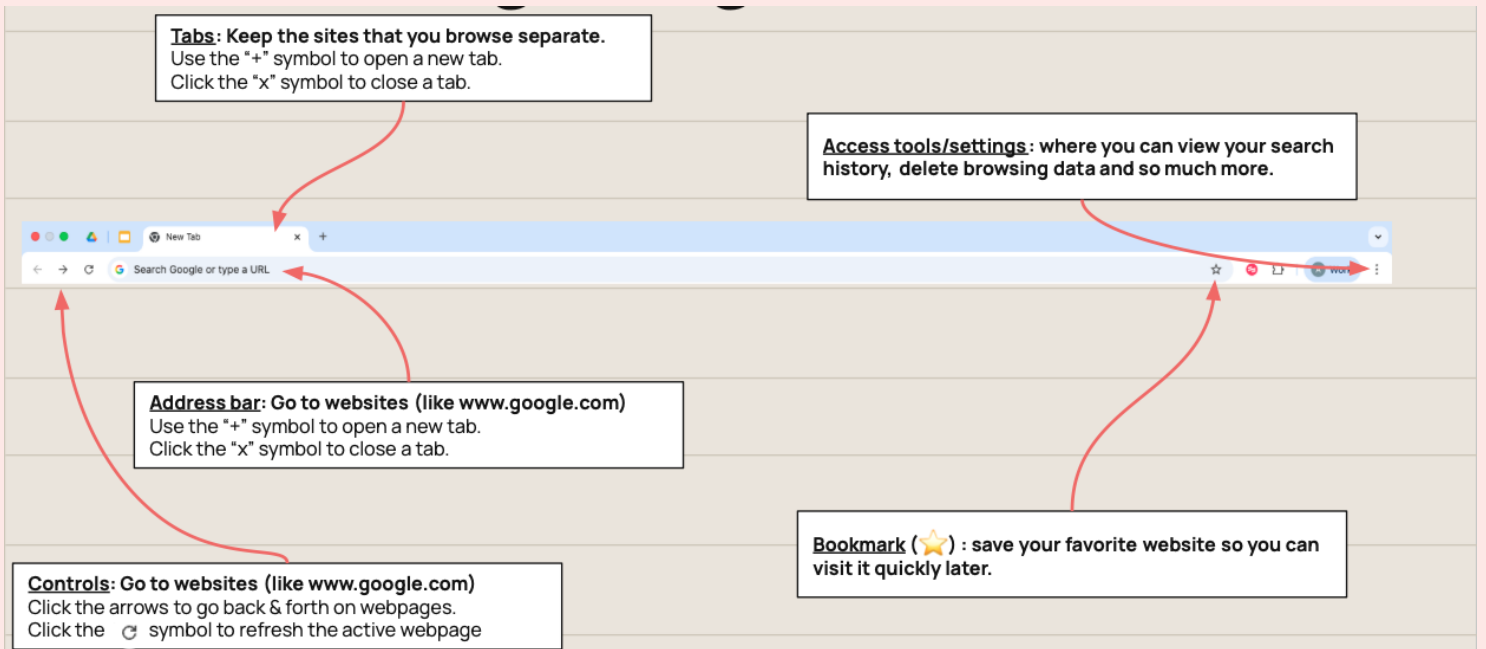 Tabs: Keep the sites that you browse separate.
Use the “+” symbol to open a new tab.
Click the “x” symbol to close a tab.
Access tools/settings: where you can view your search
history, delete browsing data and so much more.
New Tab
Search Google or type a URL
Work
Address bar: Go to websites (like www.google.com)
Use the “+” symbol to open a new tab.
Click the “x” symbol to close a tab.
Bookmark (⭐) : save your favorite website so you can
visit it quickly later.
Controls: Go to websites (like www.google.com)
Click the arrows to go back & forth on webpages.
Click the symbol to refresh the active webpage